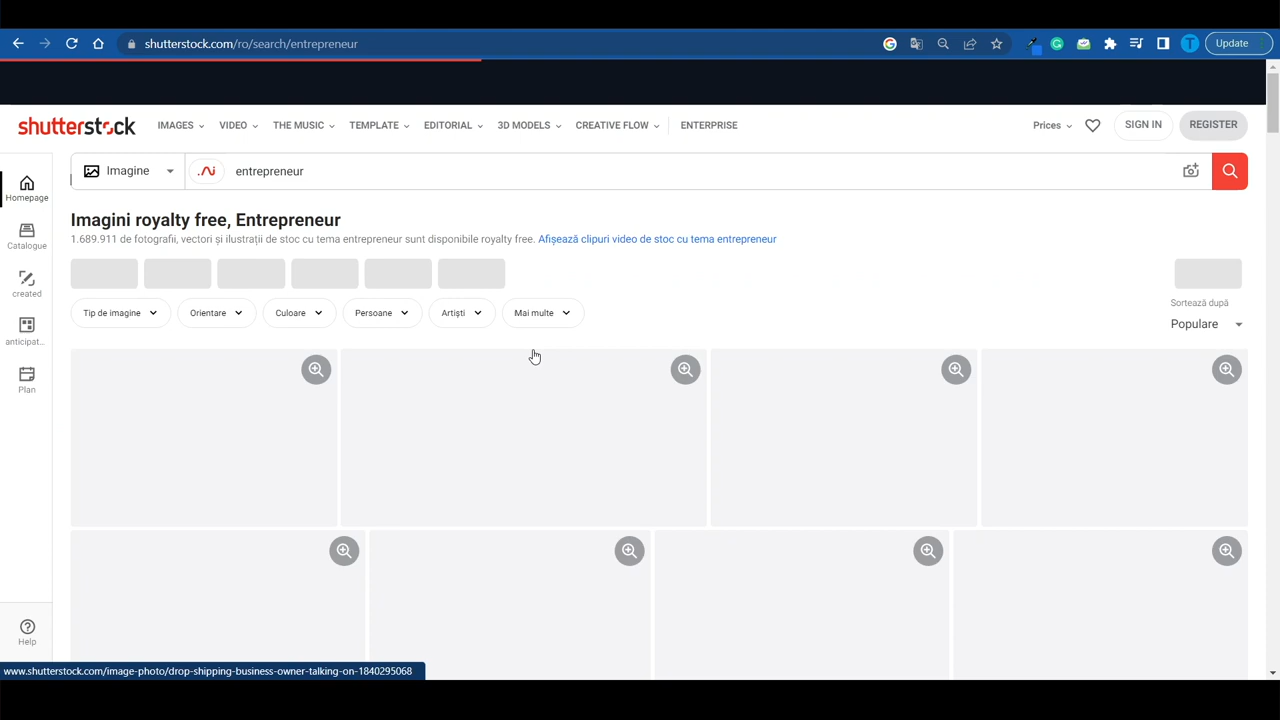 shutterstock.com/ro/search/entrepreneur
T
Update
shutterstock
IMAGES
VIDEO
THE MUSIC
TEMPLATE
EDITORIAL
3D MODELS
CREATIVE FLOW
ENTERPRISE
Prices
SIGN IN
REGISTER
Homepage
Catalogue
created
anticipat...
Plan
Help
Imagine
.Ai
entrepreneur
Imagini royalty free, Entrepreneur
1.689.911 de fotografii, vectori și ilustrații de stoc cu tema entrepreneur sunt disponibile royalty free. Afișează clipuri video de stoc cu tema entrepreneur
Tip de imagine
Orientare
Culoare
Persoane
Artiști
Mai multe
Sortează după
Populare
www.shutterstock.com/image-photo/drop-shipping-business-owner-talking-on-1840295068